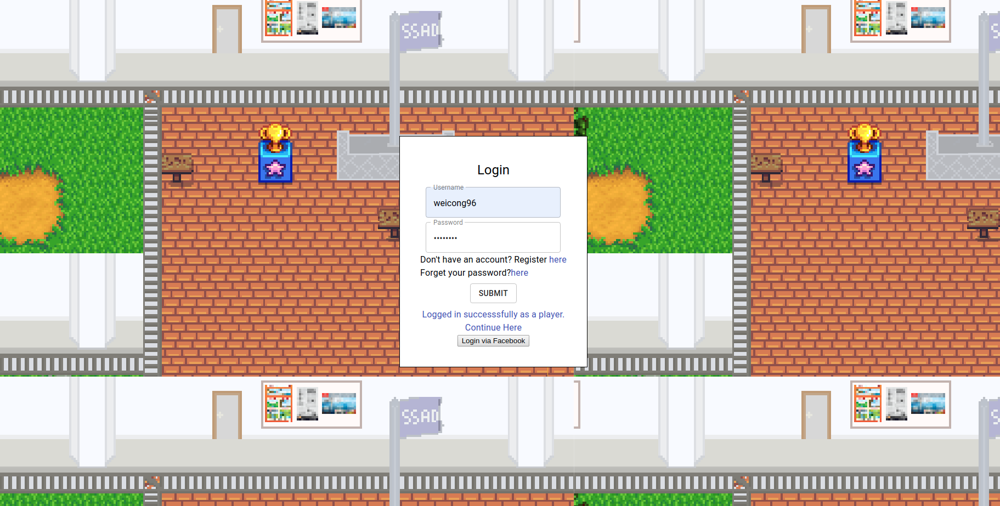 SSAD
Login
Username
weicong96
Password
••••••••
Don't have an account? Register here
Forget your password?here
SUBMIT
Logged in successsfully as a player.
Continue Here
Login via Facebook
SSAD